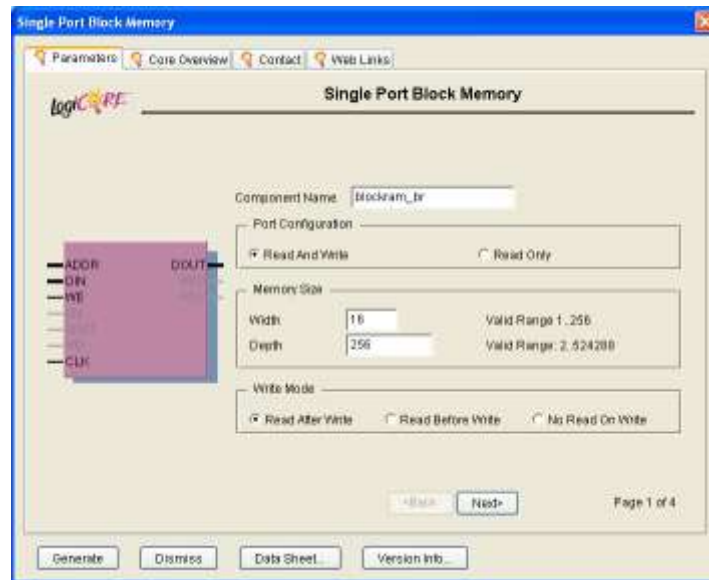 Single Port Block Memory
Parameters Core Overview Contact Web Links
LogiCORE Single Port Block Memory
Component Name blockram_br
Port Configuration
Read And Write Read Only
ADDR DOUT
DIN
WE
CLK
Memory Size
Width 16 Valid Range 1..256
Depth 256 Valid Range: 2..524288
Write Mode
Read After Write Read Before Write No Read On Write
<Back Next> Page 1 of 4
Generate Dismiss Data Sheet... Version Info...